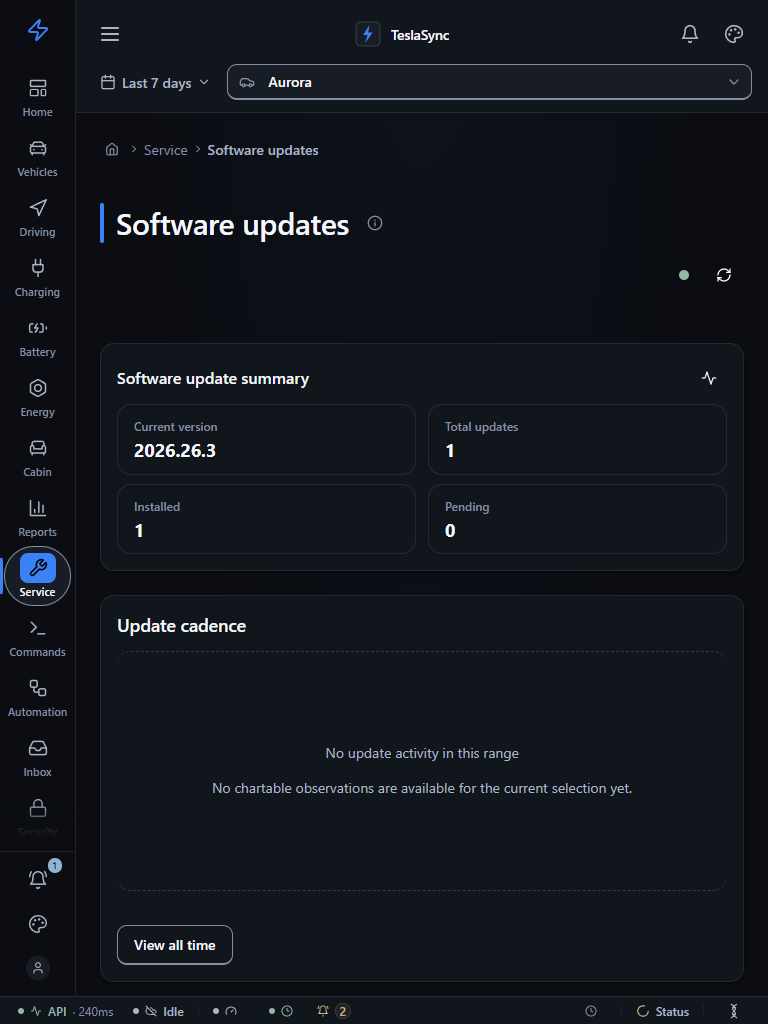 TeslaSync
Last 7 days
Aurora
Home
Vehicles
Driving
Charging
Battery
Energy
Cabin
Reports
Service
Commands
Automation
Inbox
Security
1
Service
Software updates
Software updates
Software update summary
Current version
2026.26.3
Total updates
1
Installed
1
Pending
0
Update cadence
No update activity in this range
No chartable observations are available for the current selection yet.
View all time
API · 240ms
Idle
2
Status